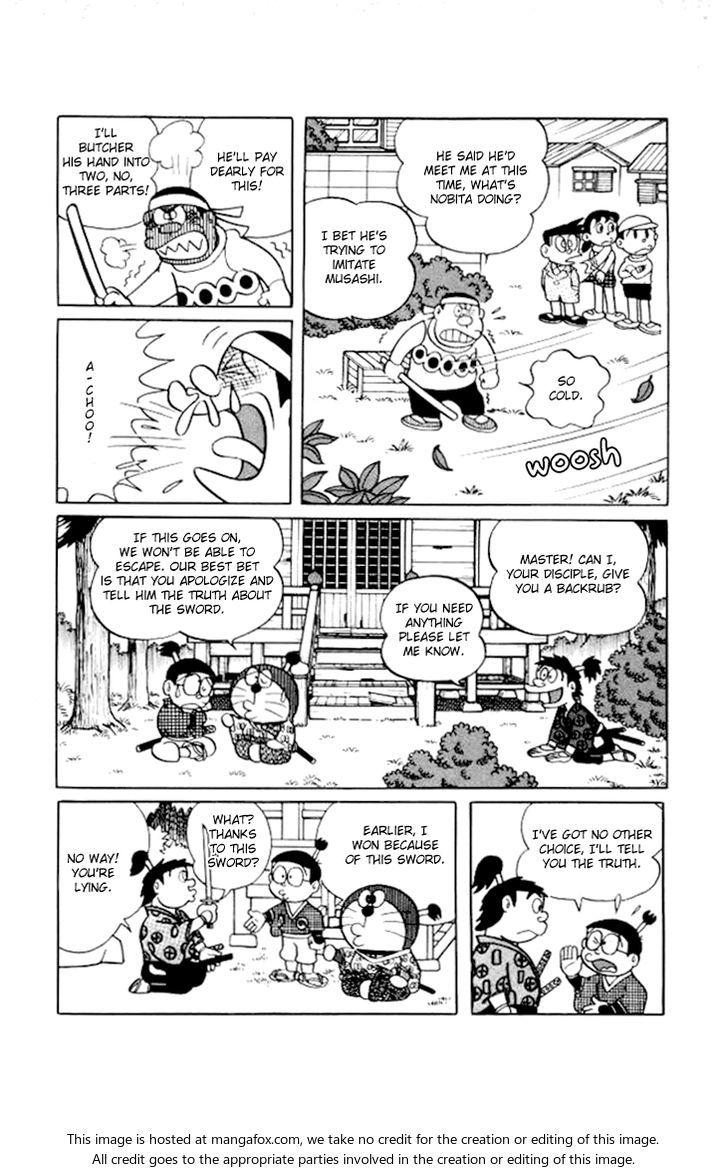 HE SAID HE'D
MEET ME AT THIS
TIME, WHAT'S
NOBITA DOING?
I BET HE'S
TRYING TO
IMITATE
MUSASHI.
SO
COLD.
WOOSH
HE'LL PAY
DEARLY FOR
THIS!
I'LL
BUTCHER
HIS HAND INTO
TWO, NO,
THREE PARTS!
A-CHOO!
MASTER! CAN I,
YOUR DISCIPLE, GIVE
YOU A BACKRUB?
IF YOU NEED
ANYTHING
PLEASE LET
ME KNOW.
IF THIS GOES ON,
WE WON'T BE ABLE TO
ESCAPE. OUR BEST BET
IS THAT YOU APOLOGIZE AND
TELL HIM THE TRUTH ABOUT
THE SWORD.
I'VE GOT NO OTHER
CHOICE, I'LL TELL
YOU THE TRUTH.
EARLIER, I
WON BECAUSE
OF THIS SWORD.
WHAT?
THANKS
TO THIS
SWORD?
NO WAY!
YOU'RE
LYING.
This image is hosted at mangafox.com, we take no credit for the creation or editing of this image.
All credit goes to the appropriate parties involved in the creation or editing of this image.